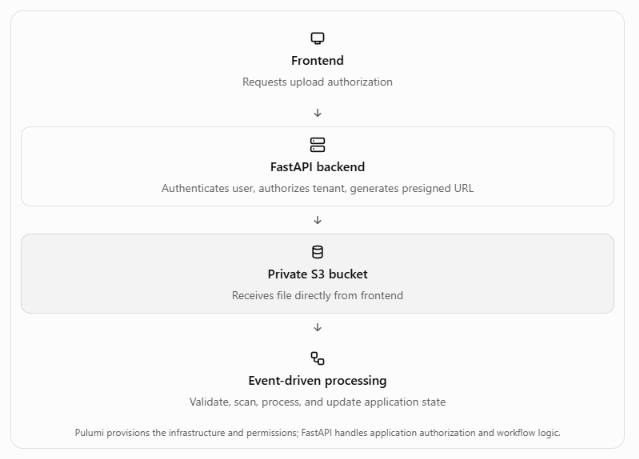 Frontend
Requests upload authorization
FastAPI backend
Authenticates user, authorizes tenant, generates presigned URL
Private S3 bucket
Receives file directly from frontend
Event-driven processing
Validate, scan, process, and update application state
Pulumi provisions the infrastructure and permissions; FastAPI handles application authorization and workflow logic.